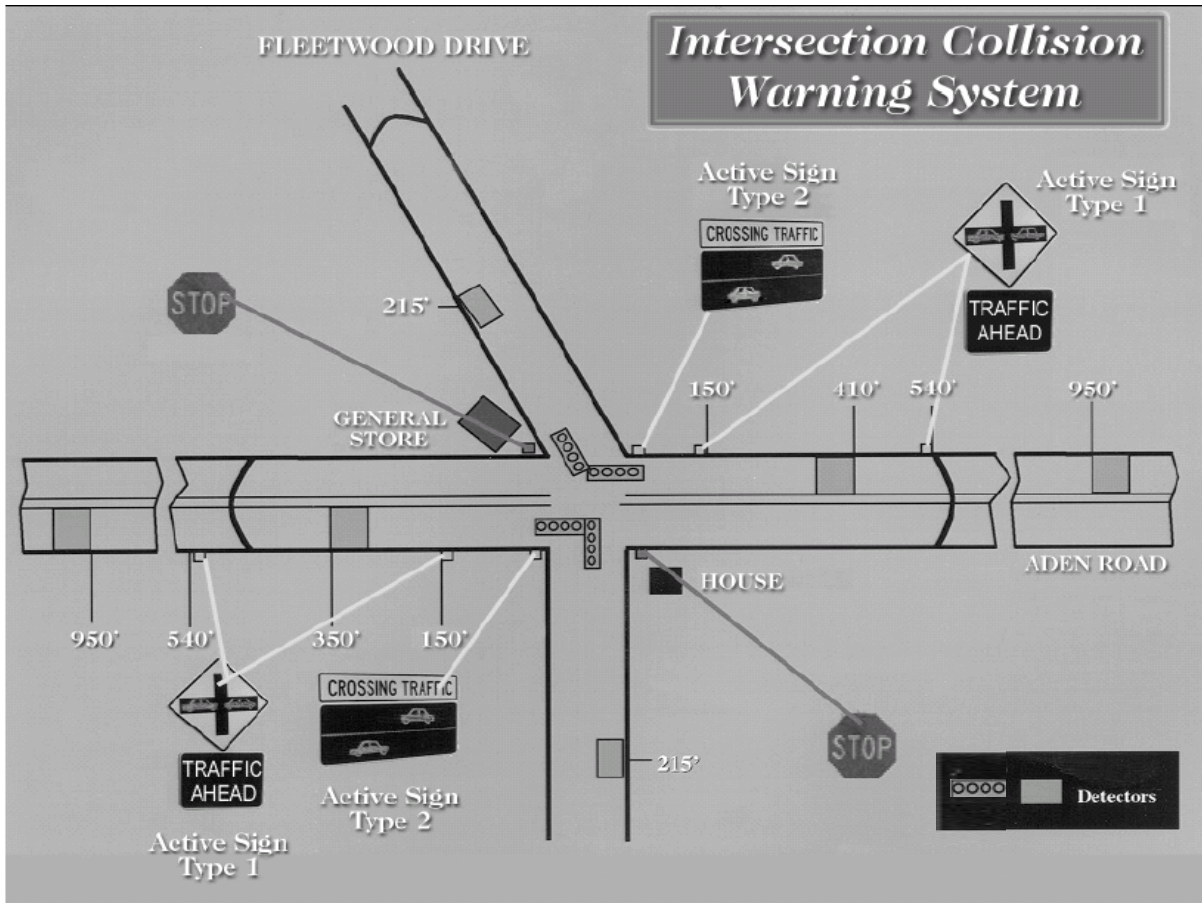 FLEETWOOD DRIVE
Intersection Collision
Warning System
Active Sign
Type 2
Active Sign
Type 1
CROSSING TRAFFIC
TRAFFIC
AHEAD
STOP
215'
GENERAL
STORE
150'
410'
540'
950'
ADEN ROAD
HOUSE
950'
540'
350'
150'
CROSSING TRAFFIC
TRAFFIC
AHEAD
Active Sign
Type 2
Active Sign
Type 1
215'
STOP
Detectors